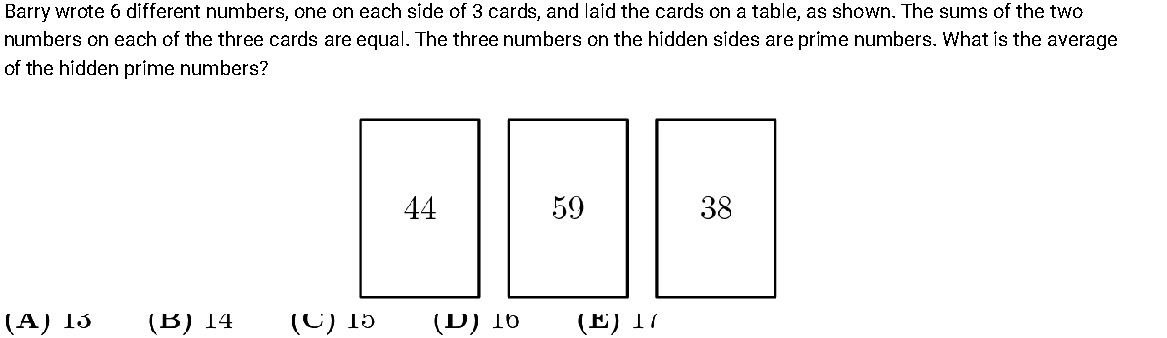 Barry wrote 6 different numbers, one on each side of 3 cards, and laid the cards on a table, as shown. The sums of the two
numbers on each of the three cards are equal. The three numbers on the hidden sides are prime numbers. What is the average
of the hidden prime numbers?
44 59 38
(A) 13 (B) 14 (C) 15 (D) 16 (E) 17